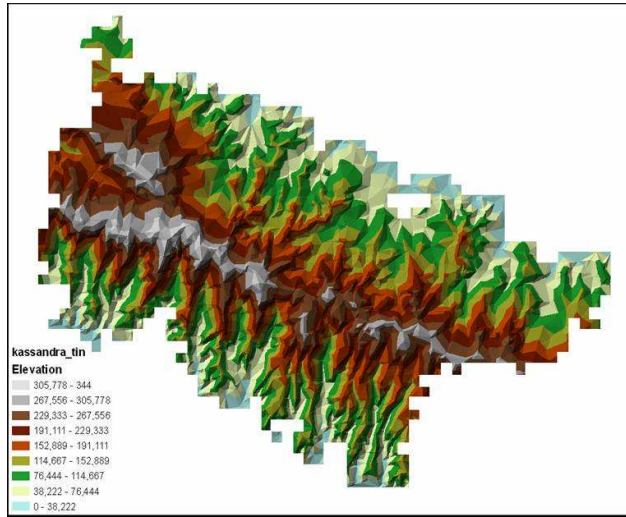 kassandra_tin
Elevation
305,778 - 344
267,556 - 305,778
229,333 - 267,556
191,111 - 229,333
152,889 - 191,111
114,667 - 152,889
76,444 - 114,667
38,222 - 76,444
0 - 38,222